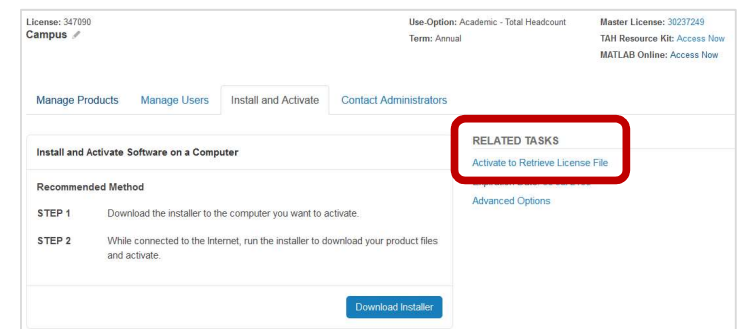 License: 347090
Campus
Use-Option: Academic - Total Headcount
Term: Annual
Master License: 30237249
TAH Resource Kit: Access Now
MATLAB Online: Access Now
Manage Products
Manage Users
Install and Activate
Contact Administrators
Install and Activate Software on a Computer
Recommended Method
STEP 1 Download the installer to the computer you want to activate.
STEP 2 While connected to the Internet, run the installer to download your product files
and activate.
Download Installer
RELATED TASKS
Activate to Retrieve License File
Advanced Options